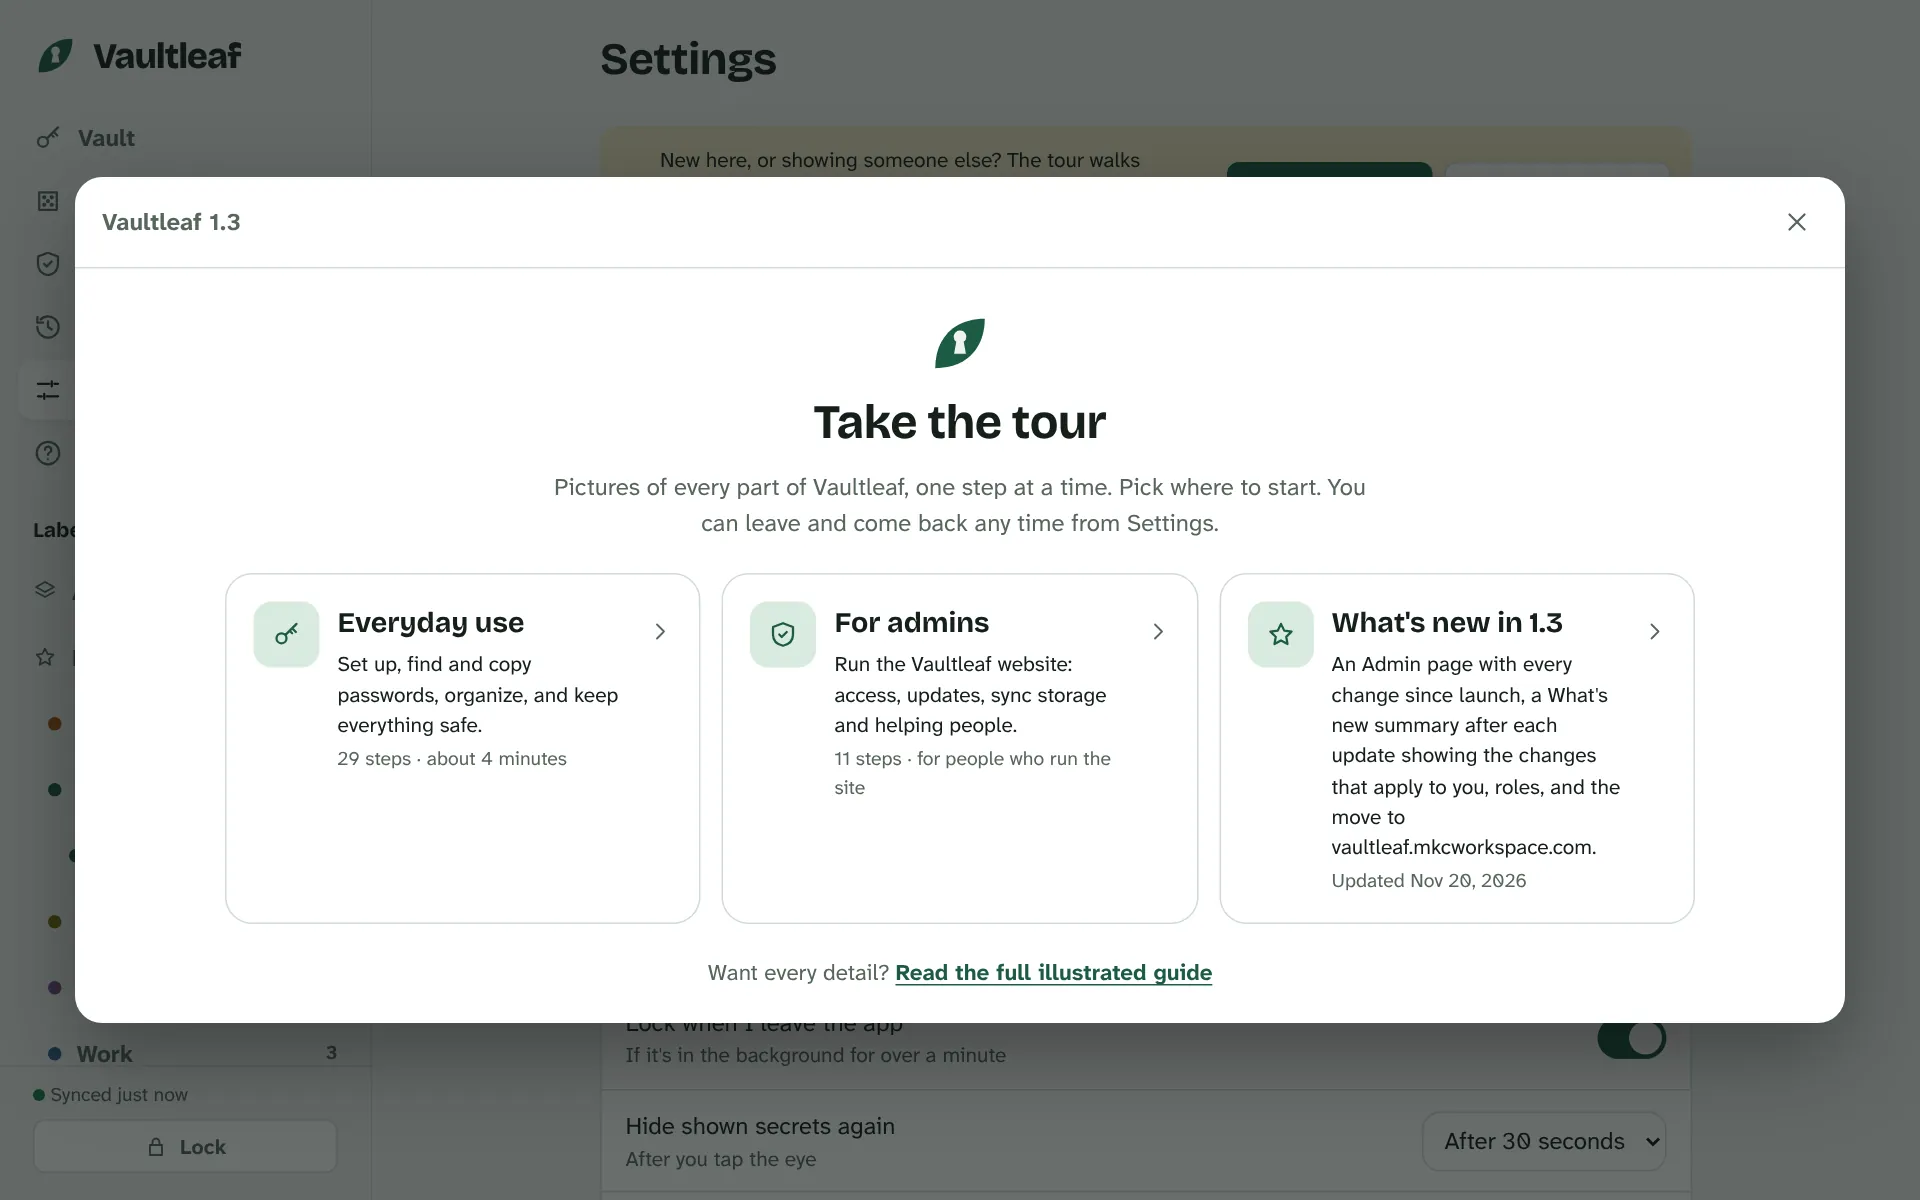 Vaultleaf
Settings
Vault
New here, or showing someone else? The tour walks
Vaultleaf 1.3
Take the tour
Pictures of every part of Vaultleaf, one step at a time. Pick where to start. You
can leave and come back any time from Settings.
Everyday use
Set up, find and copy
passwords, organize, and keep
everything safe.
29 steps · about 4 minutes
For admins
Run the Vaultleaf website:
access, updates, sync storage
and helping people.
11 steps · for people who run the
site
What's new in 1.3
An Admin page with every
change since launch, a What's
new summary after each
update showing the changes
that apply to you, roles, and the
move to
vaultleaf.mkcworkspace.com.
Updated Nov 20, 2026
Want every detail? Read the full illustrated guide
Lock when I leave the app
If it's in the background for over a minute
Work 3
Synced just now
Lock
Hide shown secrets again
After you tap the eye
After 30 seconds